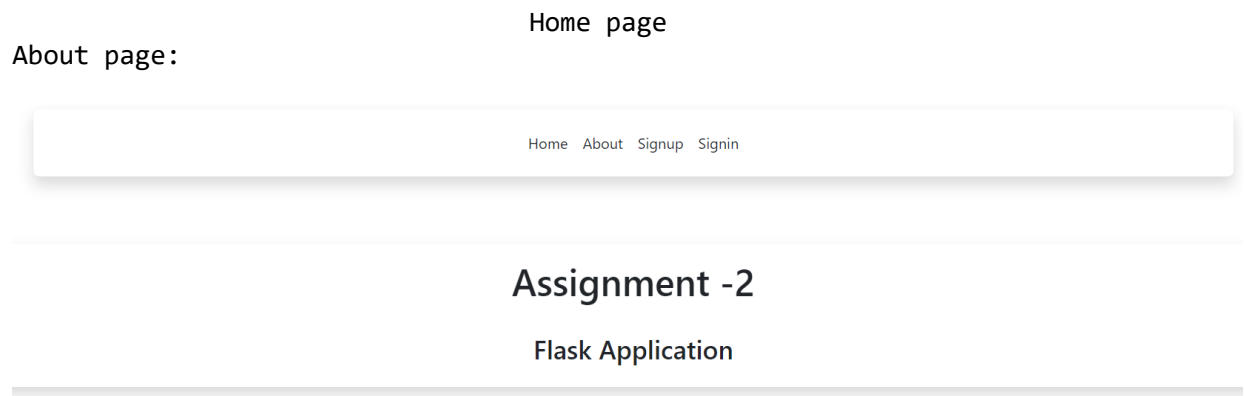 Home page
About page:
Home About Signup Signin
Assignment -2
Flask Application